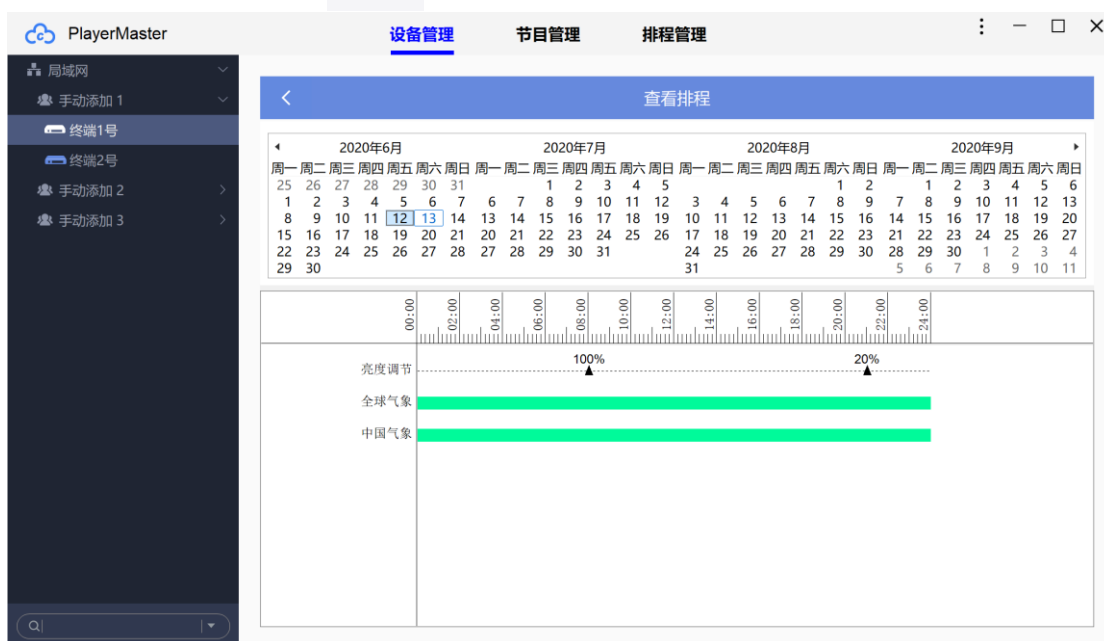 PlayerMaster 设备管理 节目管理 排程管理
局域网
手动添加 1
终端1号
终端2号
手动添加 2
手动添加 3
查看排程
2020年6月 2020年7月 2020年8月 2020年9月
周一 周二 周三 周四 周五 周六 周日 周一 周二 周三 周四 周五 周六 周日 周一 周二 周三 周四 周五 周六 周日 周一 周二 周三 周四 周五 周六 周日
25 26 27 28 29 30 31 1 2 3 4 5 1 2 1 2 3 4 5 6
1 2 3 4 5 6 7 6 7 8 9 10 11 12 3 4 5 6 7 8 9 7 8 9 10 11 12 13
8 9 10 11 12 13 14 13 14 15 16 17 18 19 10 11 12 13 14 15 16 14 15 16 17 18 19 20
15 16 17 18 19 20 21 20 21 22 23 24 25 26 17 18 19 20 21 22 23 21 22 23 24 25 26 27
22 23 24 25 26 27 28 27 28 29 30 31 24 25 26 27 28 29 30 28 29 30 1 2 3 4
29 30 31 5 6 7 8 9 10 11
00:00 02:00 04:00 06:00 08:00 10:00 12:00 14:00 16:00 18:00 20:00 22:00 24:00
100% 20%
亮度调节
全球气象
中国气象